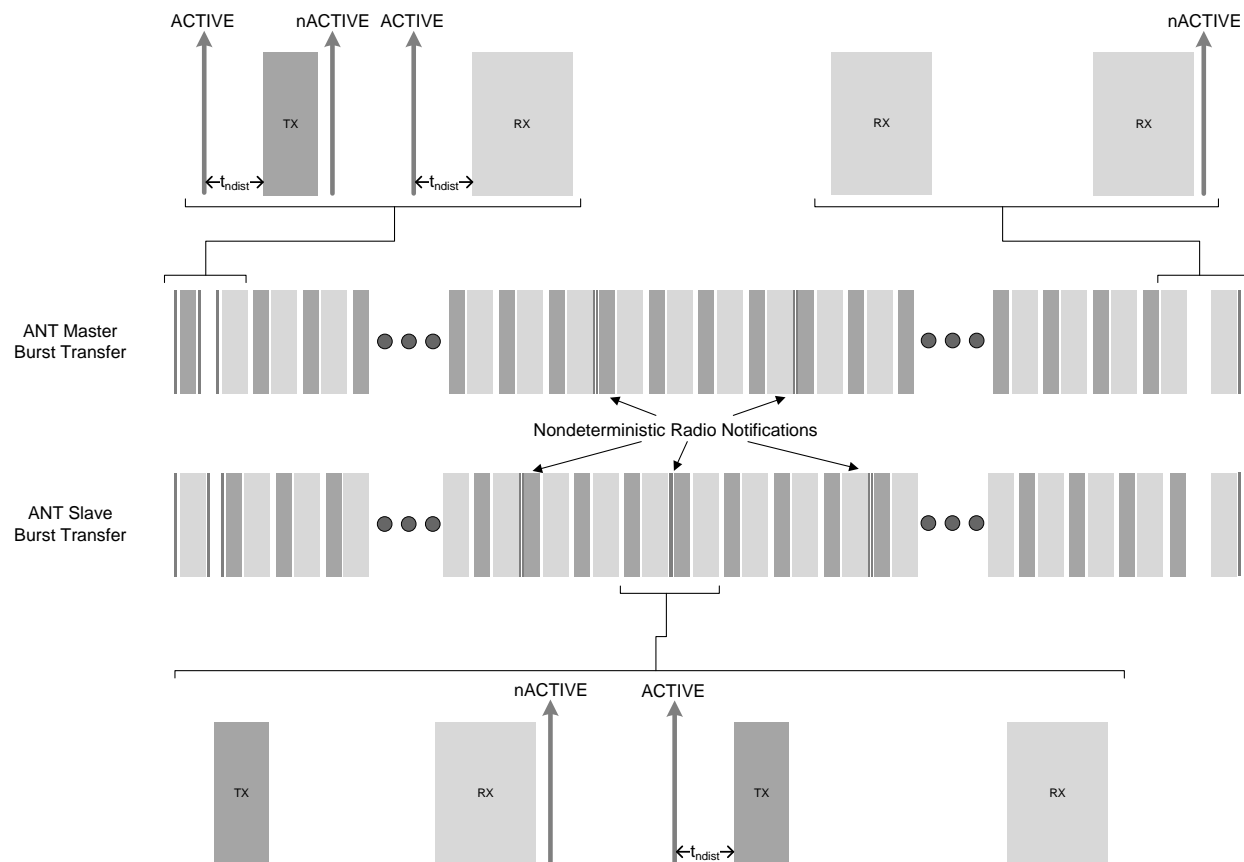 ACTIVE
nACTIVE
ACTIVE
nACTIVE
TX
RX
RX
RX
tndist
tndist
ANT Master
Burst Transfer
Nondeterministic Radio Notifications
ANT Slave
Burst Transfer
nACTIVE
ACTIVE
TX
RX
TX
RX
tndist